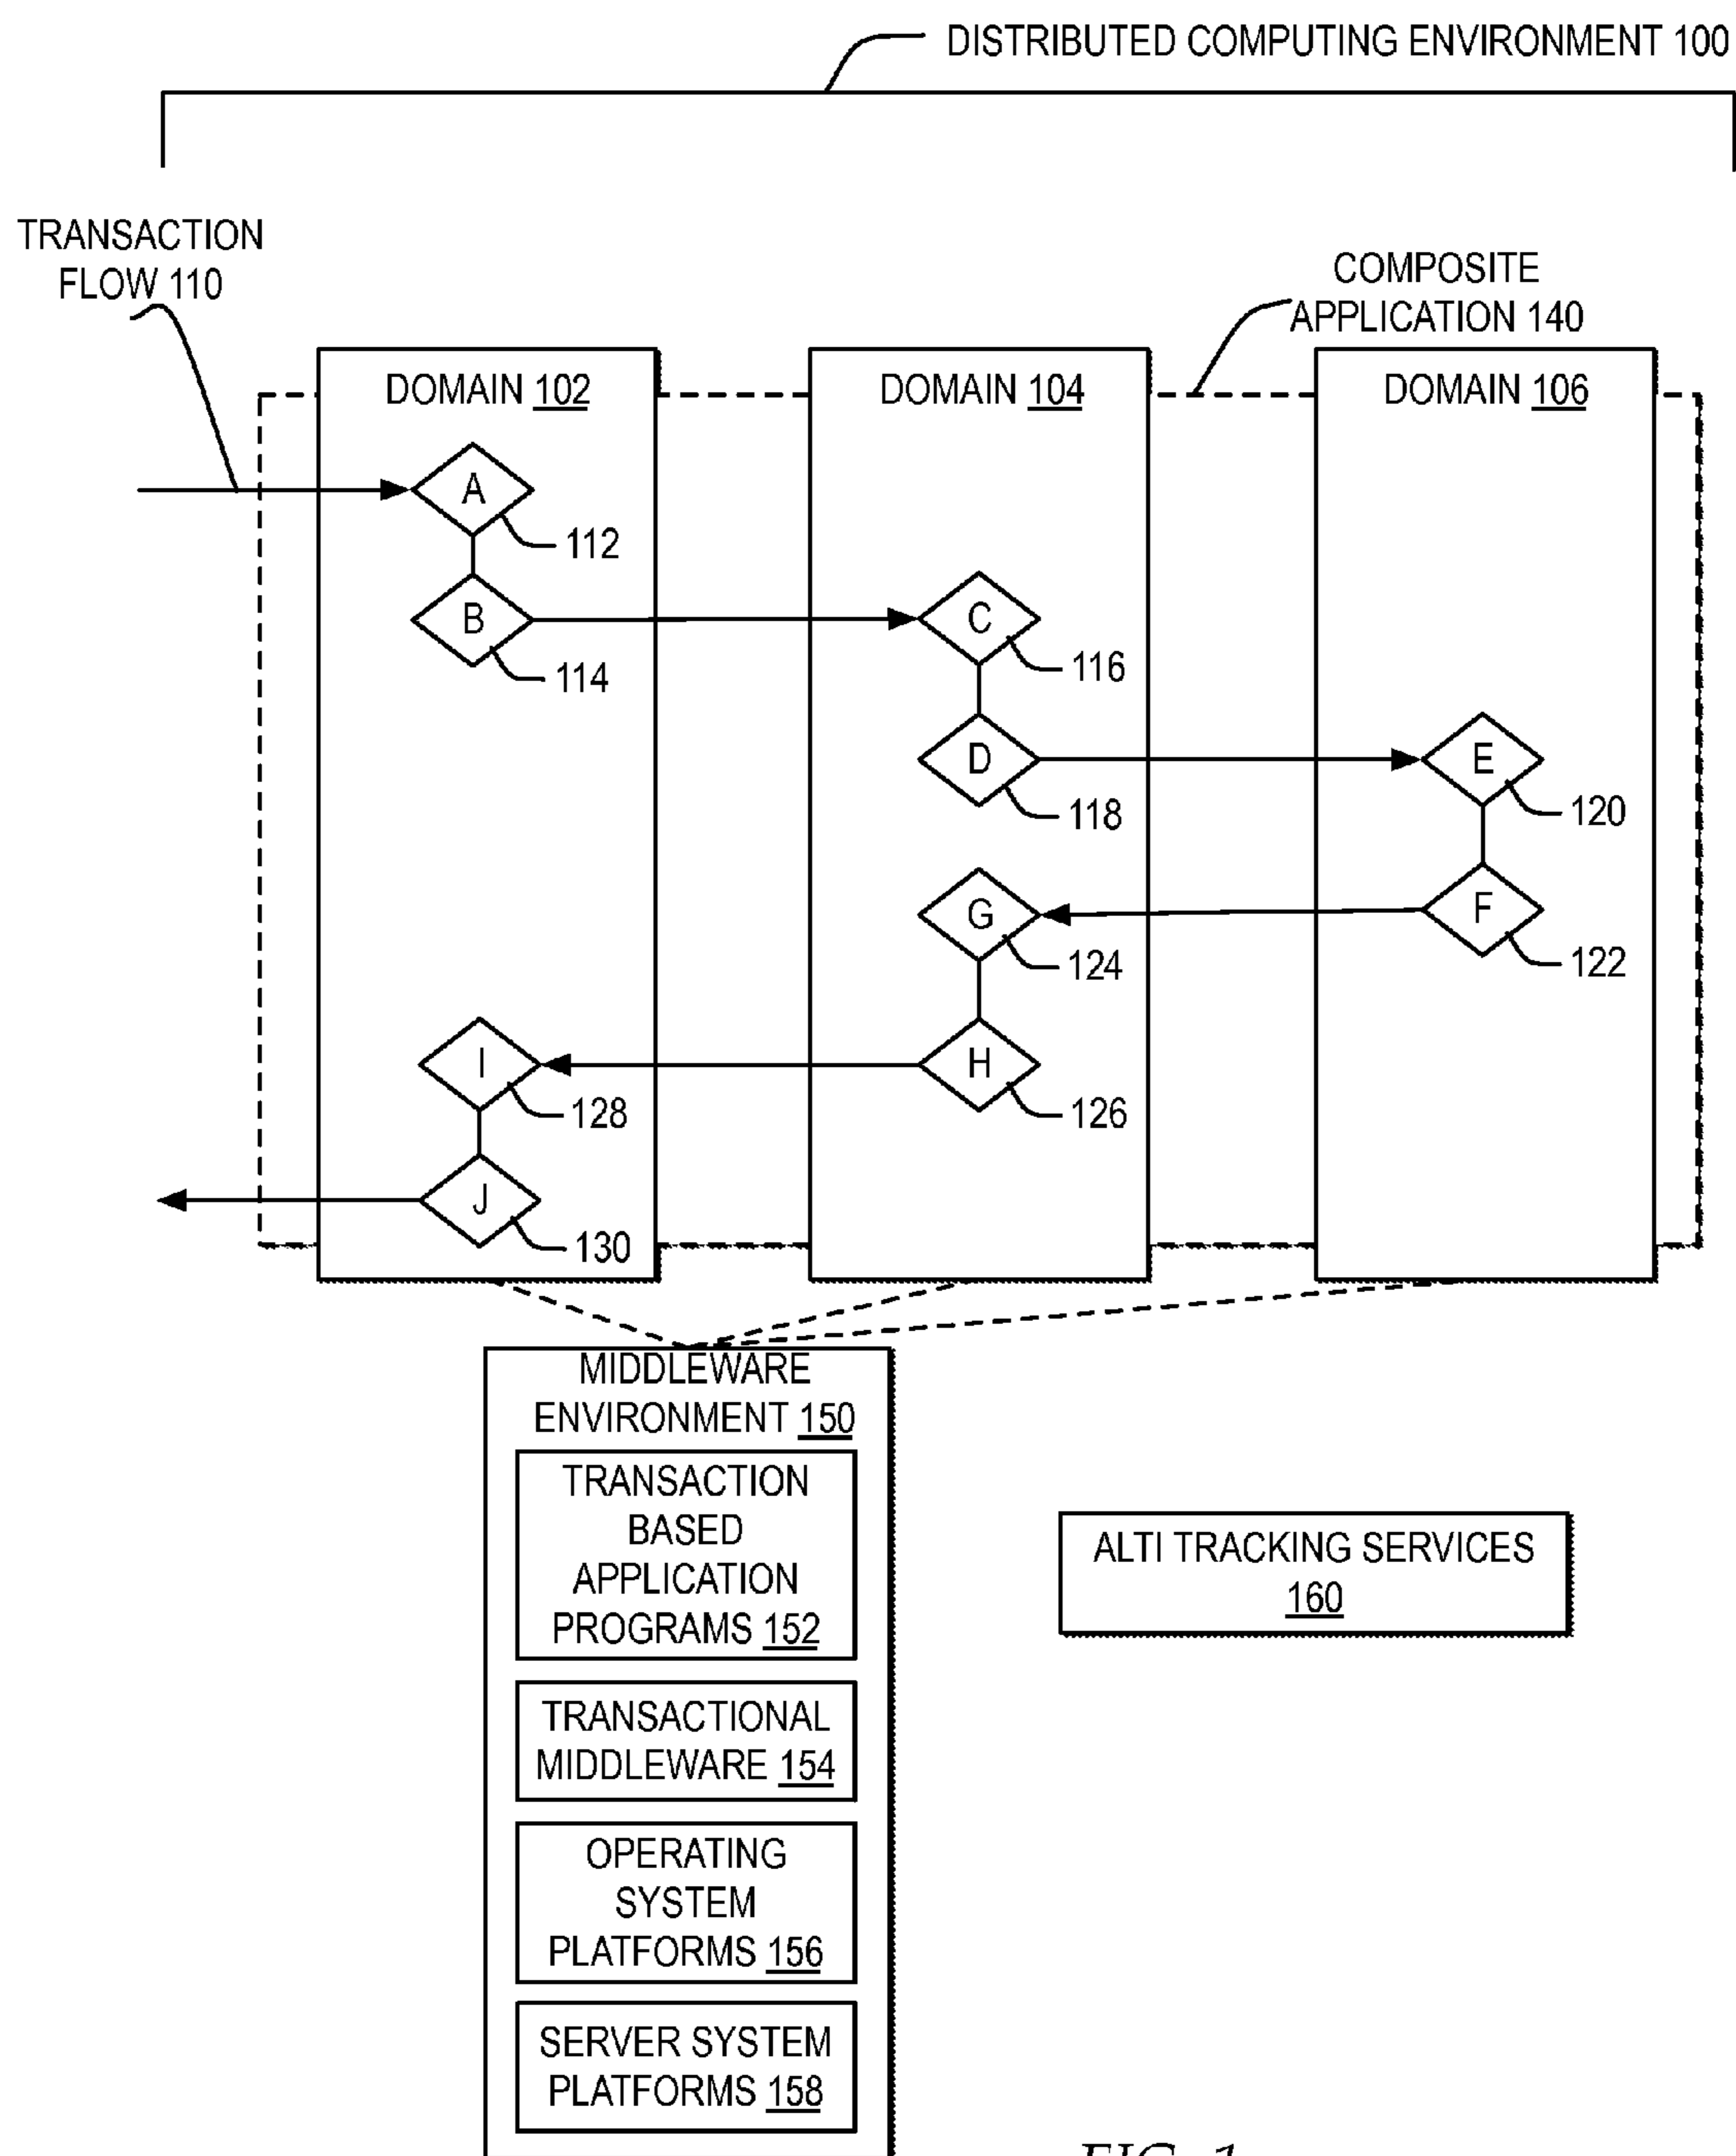 DISTRIBUTED COMPUTING ENVIRONMENT 100
TRANSACTION
FLOW 110
COMPOSITE
APPLICATION 140
DOMAIN 102
DOMAIN 104
DOMAIN 106
A
112
B
114
C
116
D
118
E
120
F
122
G
124
H
126
I
128
J
130
MIDDLEWARE
ENVIRONMENT 150
TRANSACTION
BASED
APPLICATION
PROGRAMS 152
TRANSACTIONAL
MIDDLEWARE 154
OPERATING
SYSTEM
PLATFORMS 156
SERVER SYSTEM
PLATFORMS 158
ALTI TRACKING SERVICES
160
FIG. 1